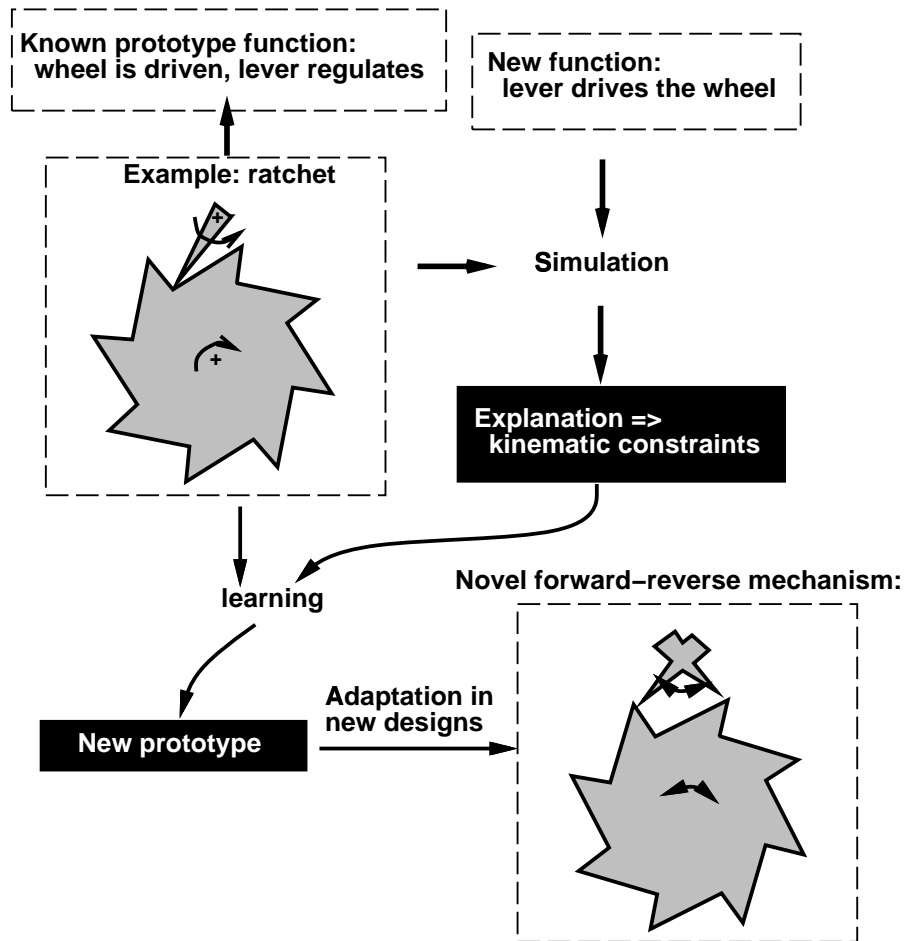 Known prototype function:
wheel is driven, lever regulates
New function:
lever drives the wheel
Example: ratchet
+
Simulation
+
Explanation =>
kinematic constraints
learning
Novel forward−reverse mechanism:
Adaptation in
new designs
New prototype